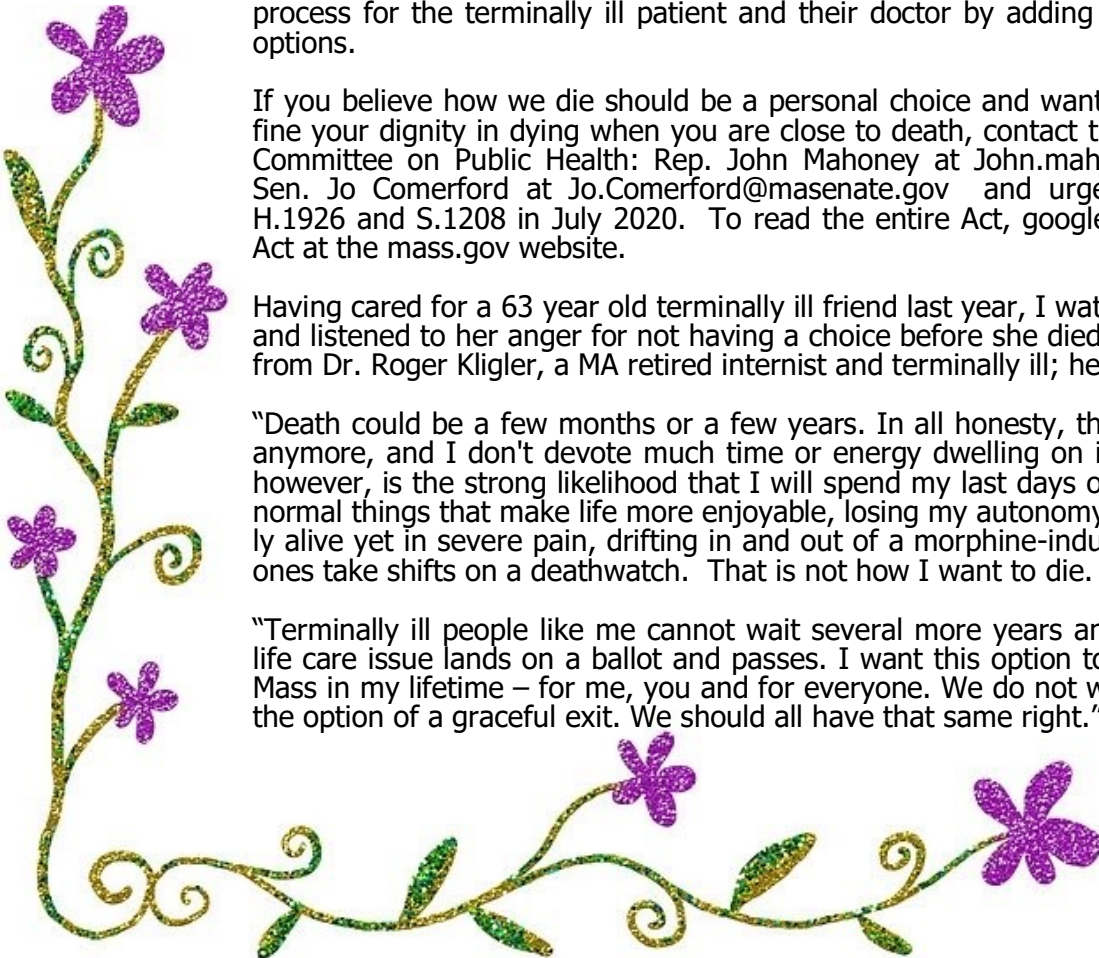 process for the terminally ill patient and their doctor by adding
options.
If you believe how we die should be a personal choice and want
fine your dignity in dying when you are close to death, contact t
Committee on Public Health: Rep. John Mahoney at John.mah
Sen. Jo Comerford at Jo.Comerford@masenate.gov and urge
H.1926 and S.1208 in July 2020. To read the entire Act, google
Act at the mass.gov website.
Having cared for a 63 year old terminally ill friend last year, I wat
and listened to her anger for not having a choice before she died
from Dr. Roger Kligler, a MA retired internist and terminally ill; he
“Death could be a few months or a few years. In all honesty, th
anymore, and I don't devote much time or energy dwelling on i
however, is the strong likelihood that I will spend my last days o
normal things that make life more enjoyable, losing my autonomy
ly alive yet in severe pain, drifting in and out of a morphine-indu
ones take shifts on a deathwatch. That is not how I want to die.
“Terminally ill people like me cannot wait several more years an
life care issue lands on a ballot and passes. I want this option to
Mass in my lifetime – for me, you and for everyone. We do not w
the option of a graceful exit. We should all have that same right.”